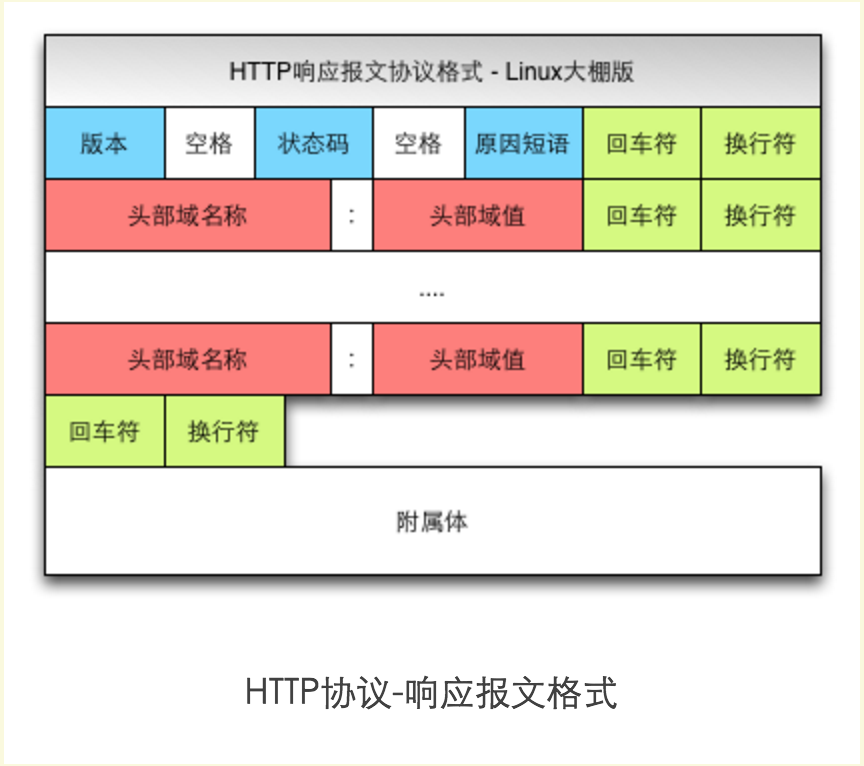 HTTP响应报文协议格式 - Linux大棚版
版本 空格 状态码 空格 原因短语 回车符 换行符
头部域名称 : 头部域值 回车符 换行符
....
头部域名称 : 头部域值 回车符 换行符
回车符 换行符
附属体
HTTP协议-响应报文格式